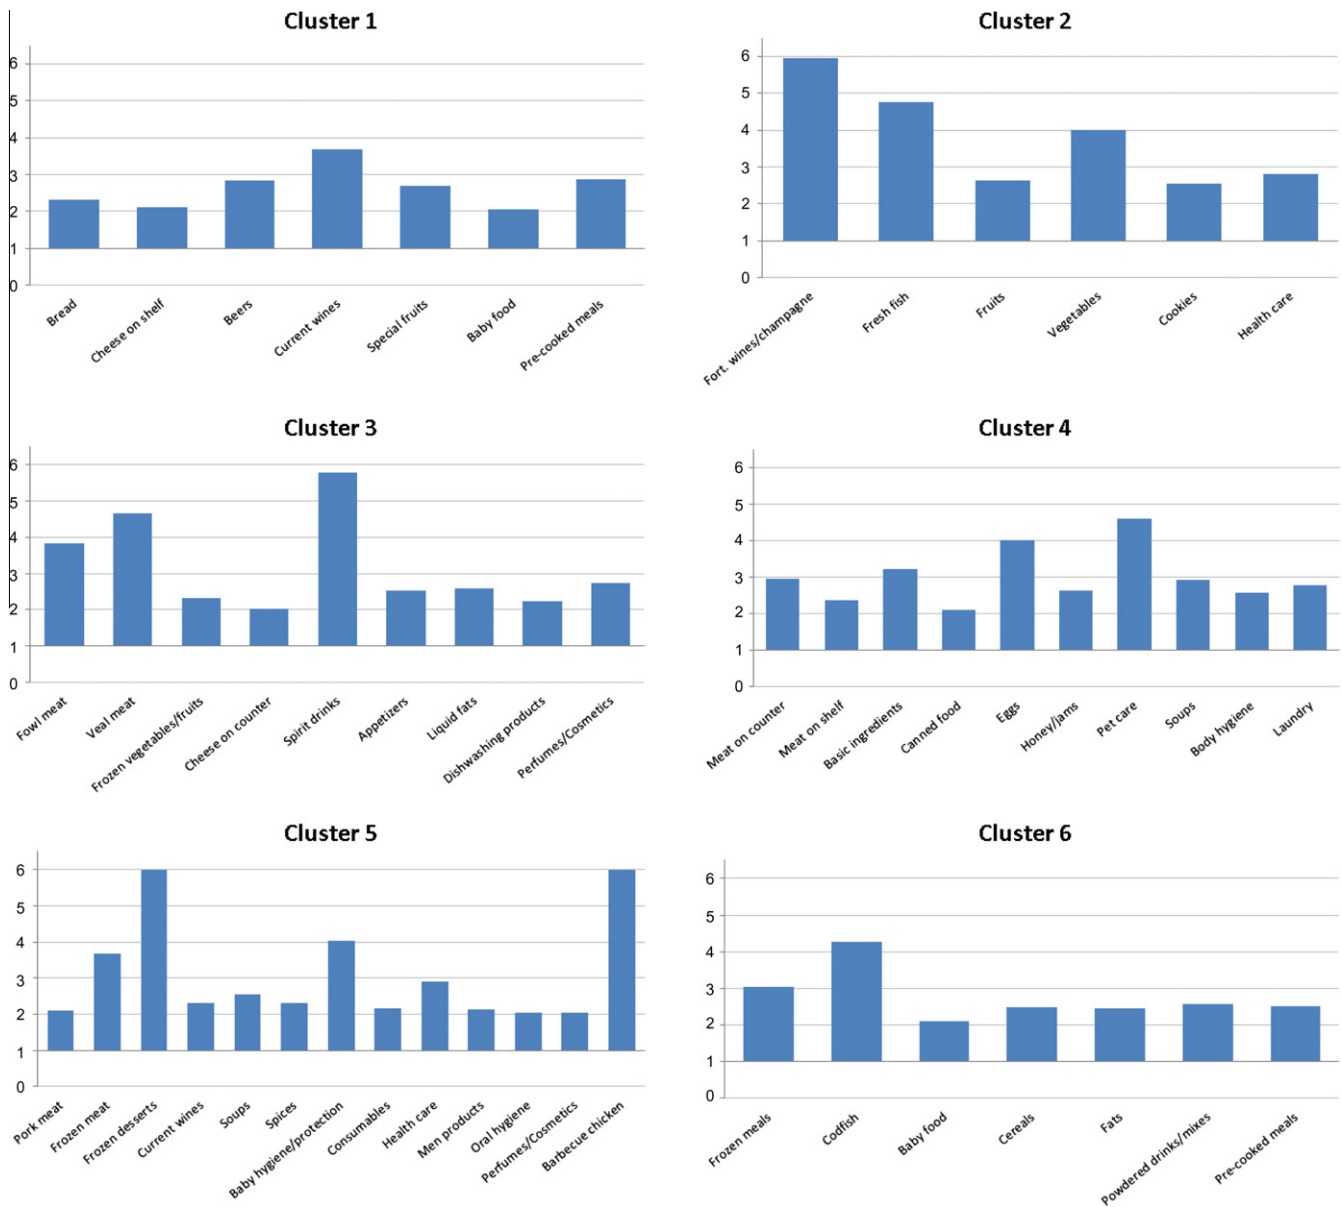 Cluster 1
6
5
4
3
2
1
0
Bread
Cheese on shelf
Beers
Current wines
Special fruits
Baby food
Pre-cooked meals
Cluster 2
6
5
4
3
2
1
0
Fort. wines/champagne
Fresh fish
Fruits
Vegetables
Cookies
Health care
Cluster 3
6
5
4
3
2
1
0
Fowl meat
Veal meat
Frozen vegetables/fruits
Cheese on counter
Spirit drinks
Appetizers
Liquid fats
Dishwashing products
Perfumes/Cosmetics
Cluster 4
6
5
4
3
2
1
0
Meat on counter
Meat on shelf
Basic ingredients
Canned food
Eggs
Honey/jams
Pet care
Soups
Body hygiene
Laundry
Cluster 5
6
5
4
3
2
1
0
Pork meat
Frozen meat
Frozen desserts
Current wines
Soups
Spices
Baby hygiene/protection
Consumables
Health care
Men products
Oral hygiene
Perfumes/Cosmetics
Barbecue chicken
Cluster 6
6
5
4
3
2
1
0
Frozen meals
Codfish
Baby food
Cereals
Fats
Powdered drinks/mixes
Pre-cooked meals